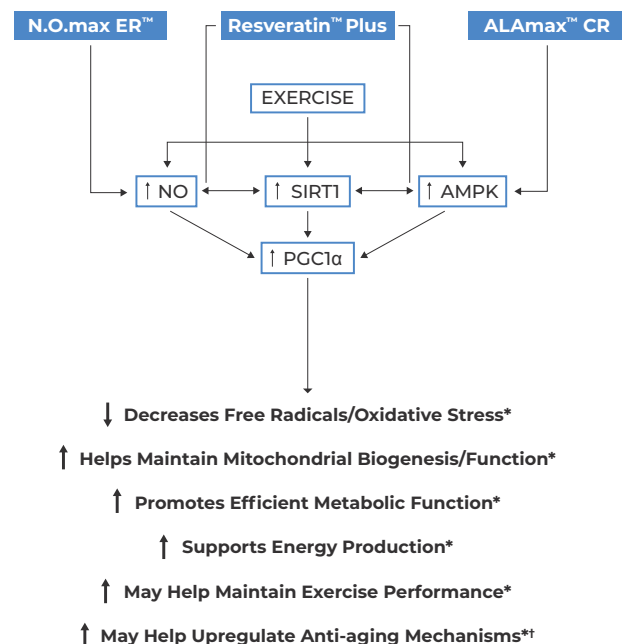 N.O.max ER™
Resveratin™ Plus
ALAmax™ CR
EXERCISE
↑ NO
↑ SIRT1
↑ AMPK
↑ PGC1α
↓ Decreases Free Radicals/Oxidative Stress*
↑ Helps Maintain Mitochondrial Biogenesis/Function*
↑ Promotes Efficient Metabolic Function*
↑ Supports Energy Production*
↑ May Help Maintain Exercise Performance*
↑ May Help Upregulate Anti-aging Mechanisms*†